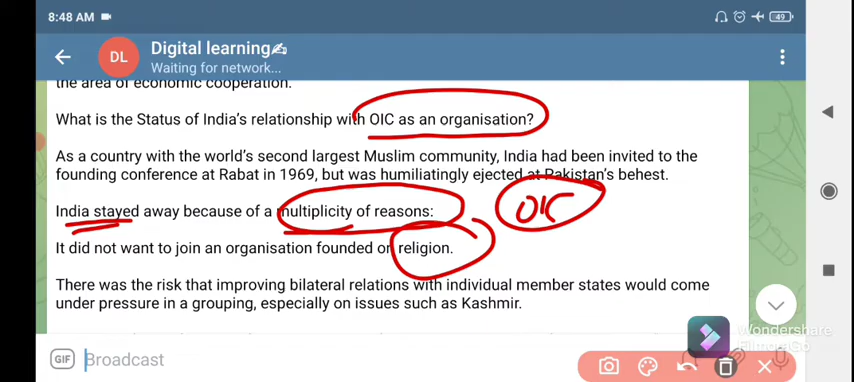 8:48 AM
49
DL
Digital learning✍
Waiting for network...
the area of economic cooperation.
What is the Status of India's relationship with OIC as an organisation?
As a country with the world's second largest Muslim community, India had been invited to the
founding conference at Rabat in 1969, but was humiliatingly ejected at Pakistan's behest.
India stayed away because of a multiplicity of reasons:
OIC
It did not want to join an organisation founded on religion.
There was the risk that improving bilateral relations with individual member states would come
under pressure in a grouping, especially on issues such as Kashmir.
Wondershare
FilmoraGo
GIF
Broadcast